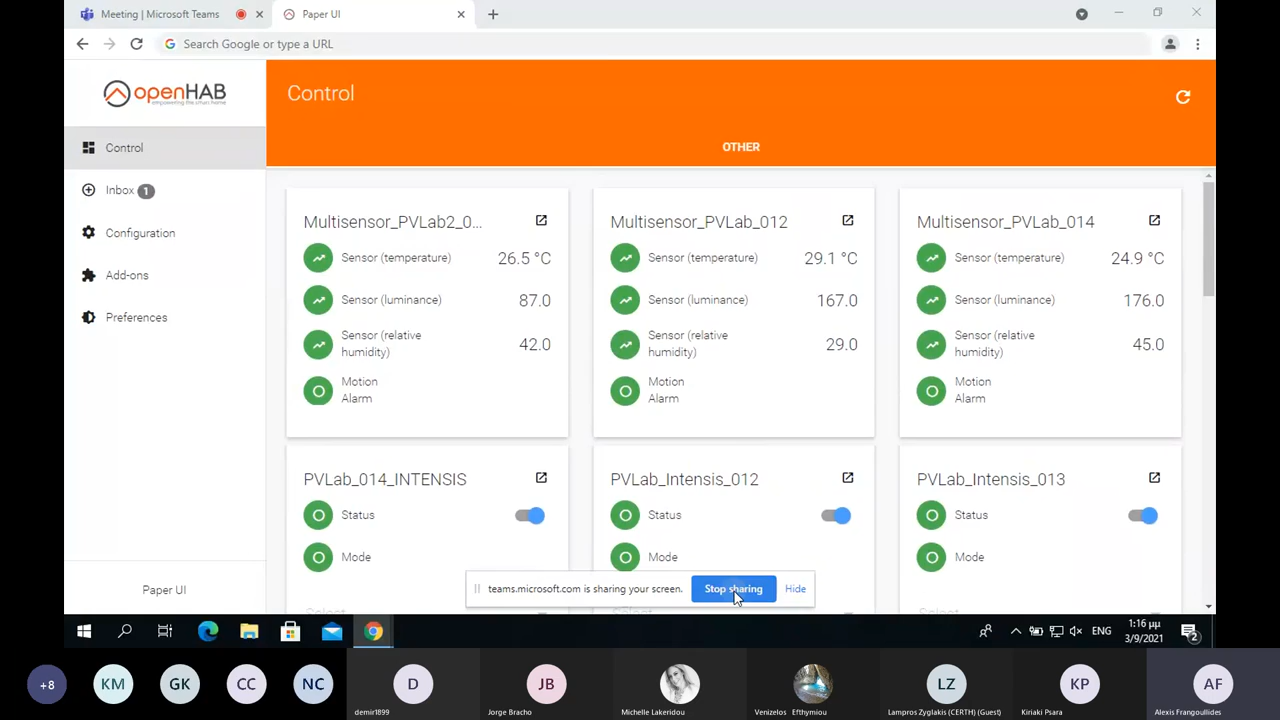 Meeting | Microsoft Teams
Paper UI
Search Google or type a URL
openHAB
empowering the smart home
Control
Control
Inbox 1
OTHER
Configuration
Add-ons
Preferences
Multisensor_PVLab2_0...
Sensor (temperature) 26.5 °C
Sensor (luminance) 87.0
Sensor (relative
humidity) 42.0
Motion
Alarm
Multisensor_PVLab_012
Sensor (temperature) 29.1 °C
Sensor (luminance) 167.0
Sensor (relative
humidity) 29.0
Motion
Alarm
Multisensor_PVLab_014
Sensor (temperature) 24.9 °C
Sensor (luminance) 176.0
Sensor (relative
humidity) 45.0
Motion
Alarm
PVLab_014_INTENSIS
Status
Mode
PVLab_Intensis_012
Status
Mode
PVLab_Intensis_013
Status
Mode
Paper UI
teams.microsoft.com is sharing your screen. Stop sharing Hide
ENG
1:16 μμ
3/9/2021
2
+8 KM GK CC NC D JB LZ KP AF
demir1899 Jorge Bracho Michelle Lakeridou Venizelos Efthymiou Lampros Zyglakis (CERTH) (Guest) Kiriaki Psara Alexis Frangoullides